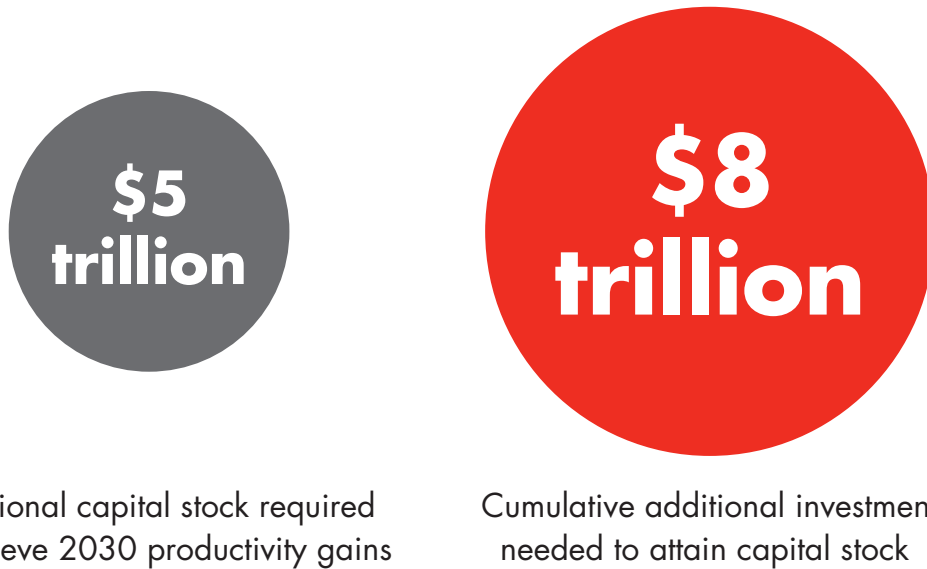 $5
trillion
$8
trillion
tional capital stock required
eve 2030 productivity gains
Cumulative additional investmen
needed to attain capital stock